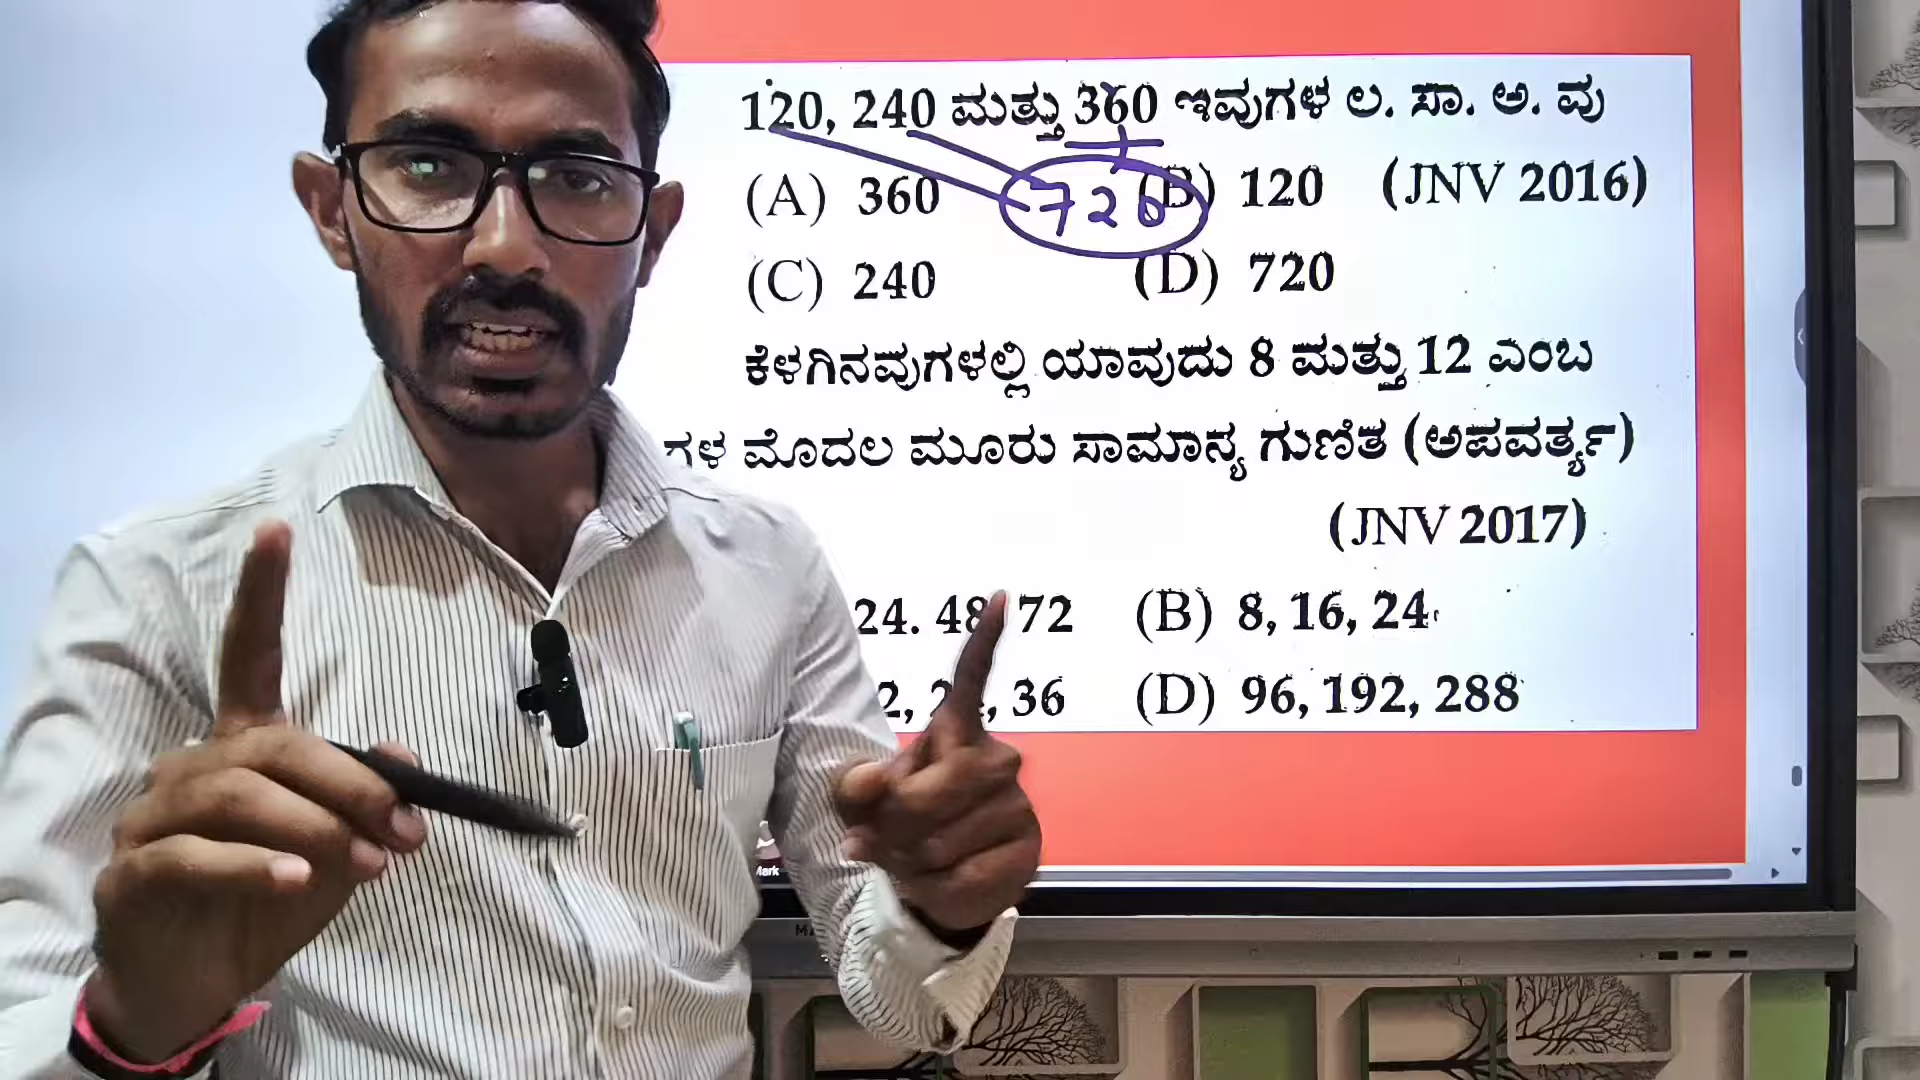 120, 240 ಮತ್ತು 360 ಇವುಗಳ ಲ. ಸಾ. ಅ. ವು
(A) 360 (B) 120 (JNV 2016)
720
(C) 240 (D) 720
ಕೆಳಗಿನವುಗಳಲ್ಲಿ ಯಾವುದು 8 ಮತ್ತು 12 ಎಂಬ
ಗಳ ಮೊದಲ ಮೂರು ಸಾಮಾನ್ಯ ಗುಣಿತ (ಅಪವರ್ತ್ಯ)
(JNV 2017)
24. 48, 72 (B) 8, 16, 24
36 (D) 96, 192, 288